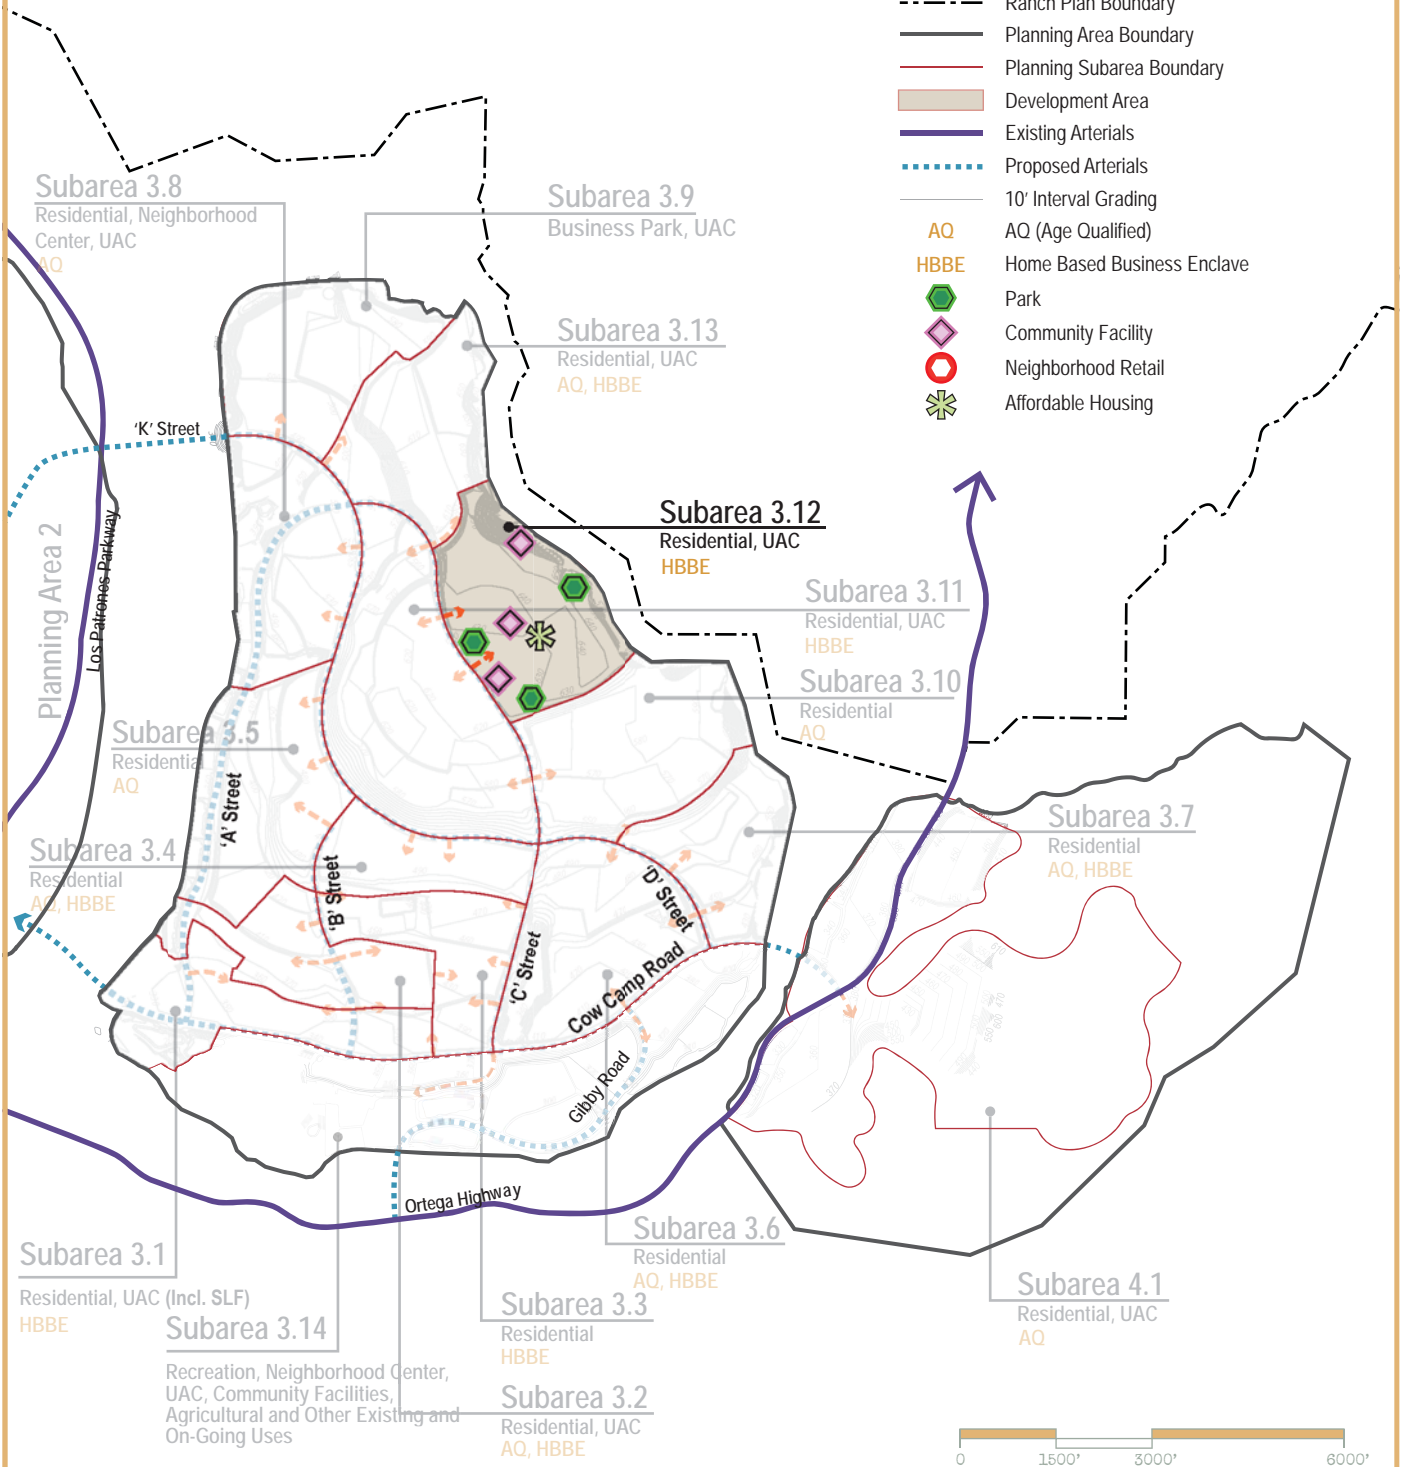 Ranch Plan Boundary
Planning Area Boundary
Planning Subarea Boundary
Development Area
Existing Arterials
Proposed Arterials
10' Interval Grading
AQ AQ (Age Qualified)
HBBE Home Based Business Enclave
Park
Community Facility
Neighborhood Retail
Affordable Housing
Subarea 3.8
Residential, Neighborhood
Center, UAC
AQ
Subarea 3.9
Business Park, UAC
Subarea 3.13
Residential, UAC
AQ, HBBE
'K' Street
Planning Area 2
Los Patrones Parkway
Subarea 3.12
Residential, UAC
HBBE
Subarea 3.11
Residential, UAC
HBBE
Subarea 3.10
Residential
AQ
Subarea 3.5
Residential
AQ
'A' Street
Subarea 3.4
Residential
AQ, HBBE
'B' Street
'C' Street
'D' Street
Cow Camp Road
Gibby Road
Subarea 3.7
Residential
AQ, HBBE
Ortega Highway
Subarea 3.1
Residential, UAC (Incl. SLF)
HBBE
Subarea 3.14
Recreation, Neighborhood Center,
UAC, Community Facilities,
Agricultural and Other Existing and
On-Going Uses
Subarea 3.6
Residential
AQ, HBBE
Subarea 3.3
Residential
HBBE
Subarea 3.2
Residential, UAC
AQ, HBBE
Subarea 4.1
Residential, UAC
AQ
0 1500' 3000' 6000'